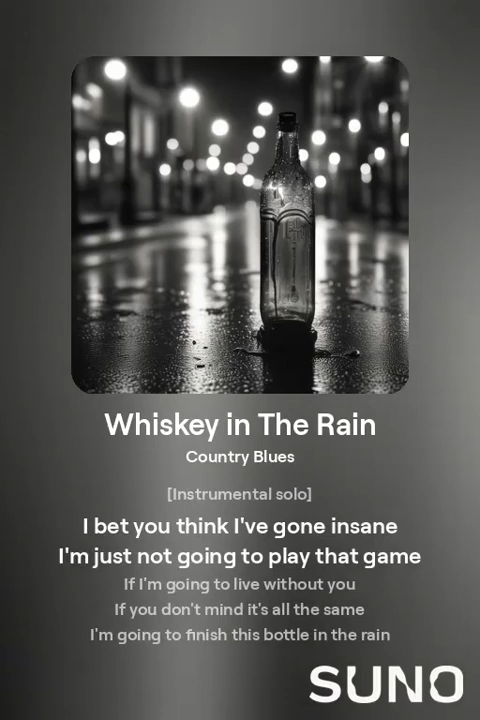 Whiskey in The Rain
Country Blues
[Instrumental solo]
I bet you think I've gone insane
I'm just not going to play that game
If I'm going to live without you
If you don't mind it's all the same
I'm going to finish this bottle in the rain
SUNO